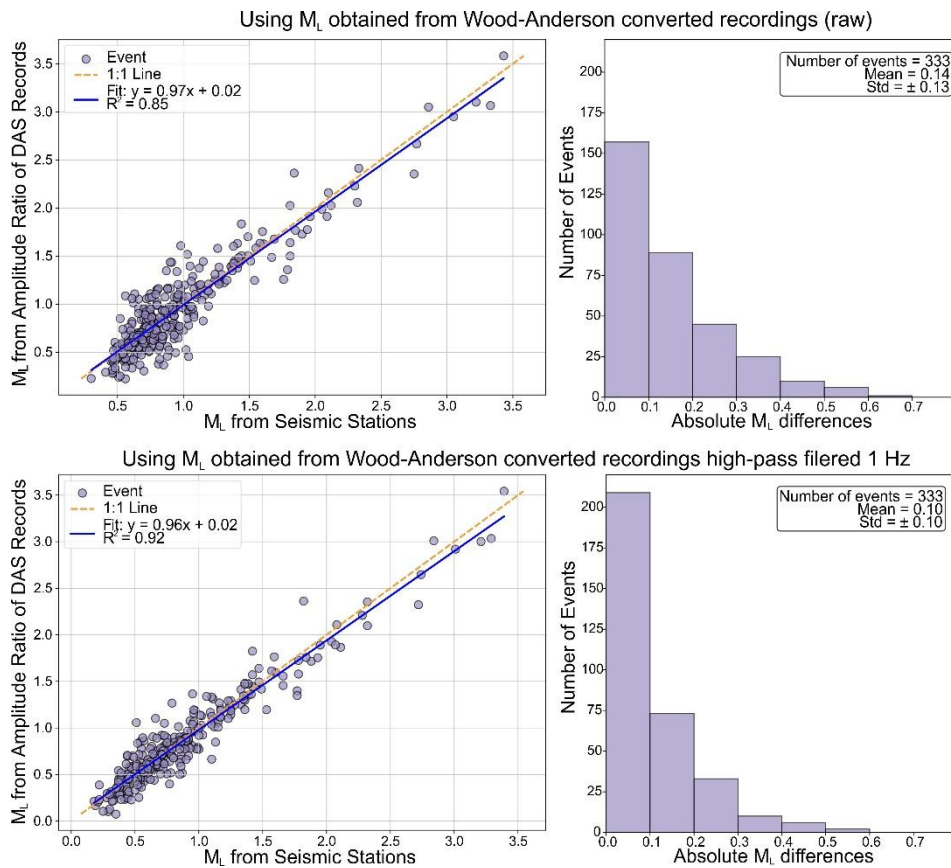 Using ML obtained from Wood-Anderson converted recordings (raw)
ML from Amplitude Ratio of DAS Records
3.5
3.0
2.5
2.0
1.5
1.0
0.5
Event
1:1 Line
Fit: y = 0.97x + 0.02
R² = 0.85
0.5 1.0 1.5 2.0 2.5 3.0 3.5
ML from Seismic Stations
Number of Events
200
175
150
125
100
75
50
25
0
Number of events = 333
Mean = 0.14
Std = ± 0.13
0.0 0.1 0.2 0.3 0.4 0.5 0.6 0.7
Absolute ML differences
Using ML obtained from Wood-Anderson converted recordings high-pass filered 1 Hz
ML from Amplitude Ratio of DAS Records
3.5
3.0
2.5
2.0
1.5
1.0
0.5
0.0
Event
1:1 Line
Fit: y = 0.96x + 0.02
R² = 0.92
0.0 0.5 1.0 1.5 2.0 2.5 3.0 3.5
ML from Seismic Stations
Number of Events
200
175
150
125
100
75
50
25
0
Number of events = 333
Mean = 0.10
Std = ± 0.10
0.0 0.1 0.2 0.3 0.4 0.5 0.6 0.7
Absolute ML differences